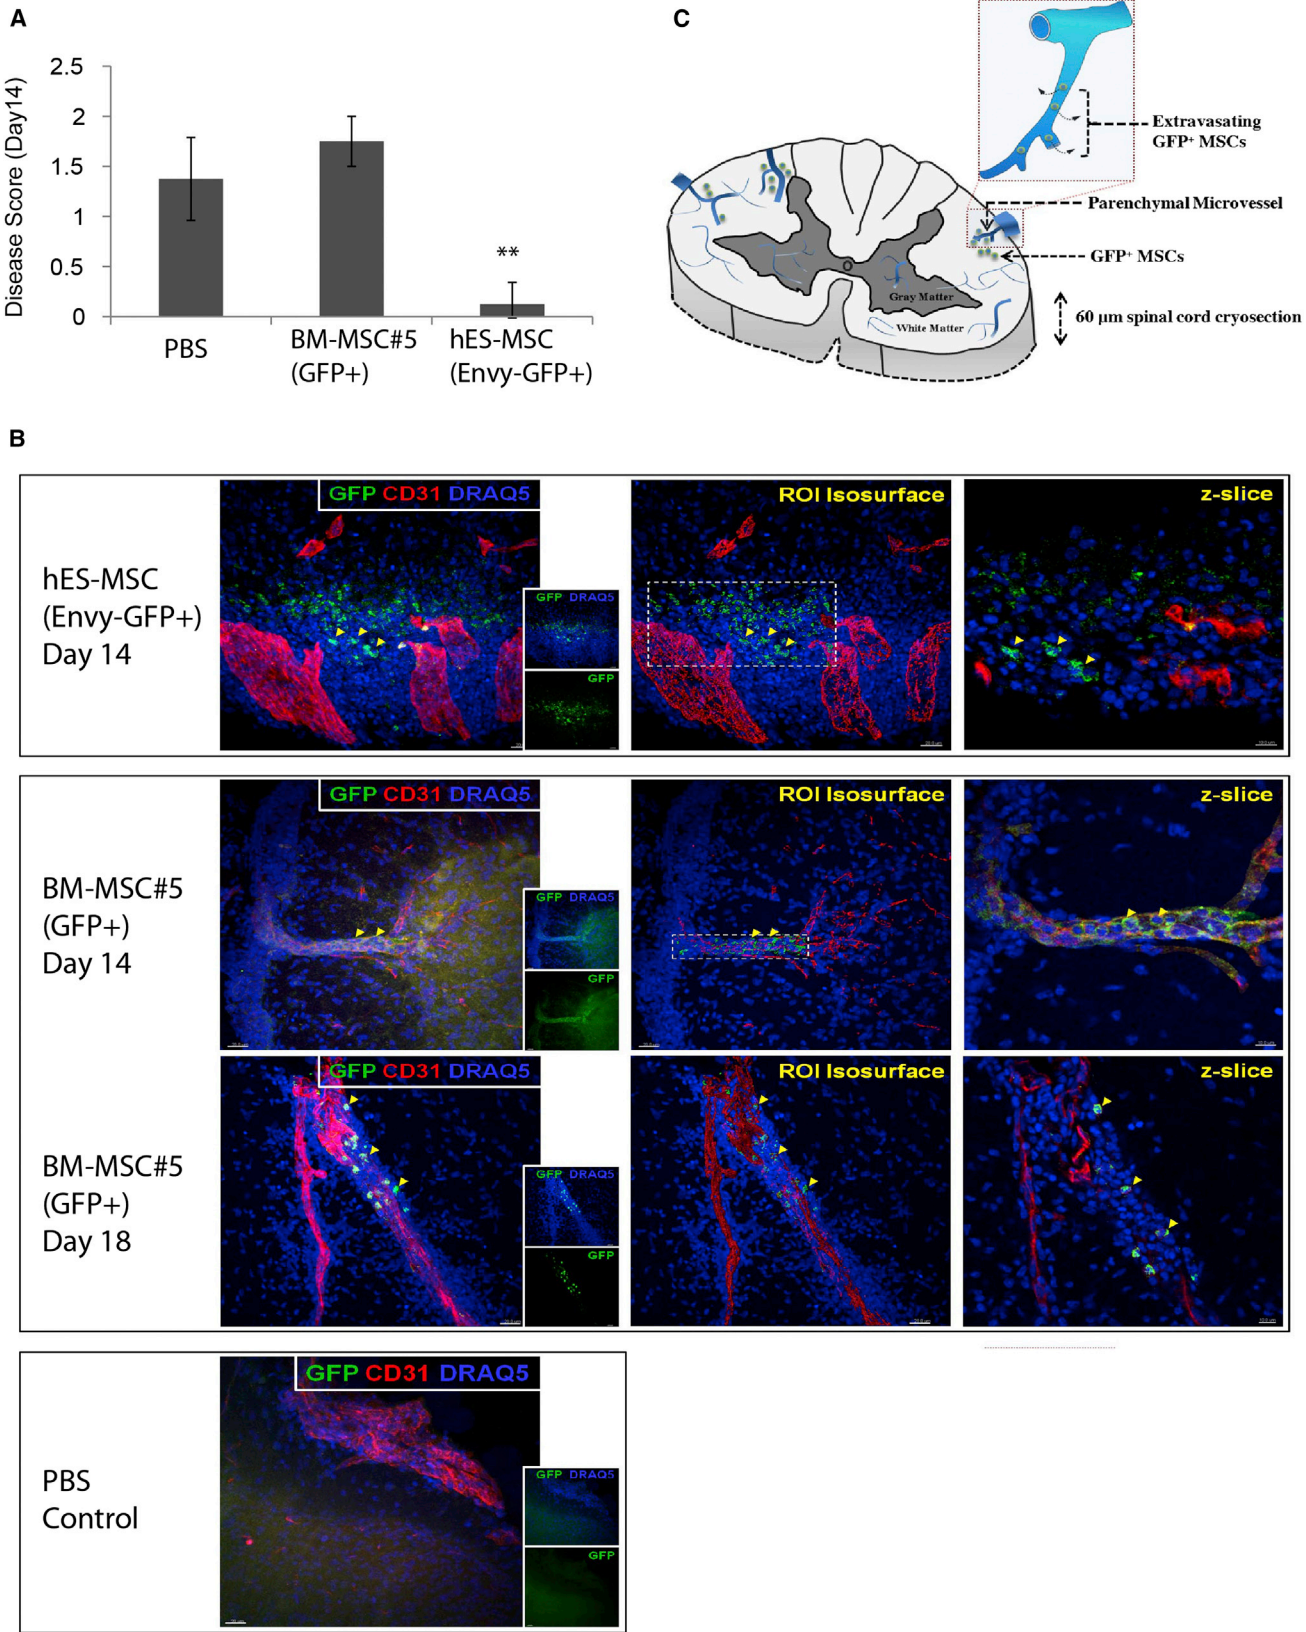 A
Disease Score (Day14)
2.5
2
1.5
1
0.5
0
**
PBS
BM-MSC#5
(GFP+)
hES-MSC
(Envy-GFP+)
C
Extravasating
GFP+ MSCs
Parenchymal Microvessel
GFP+ MSCs
Gray Matter
White Matter
60 µm spinal cord cryosection
B
hES-MSC
(Envy-GFP+)
Day 14
GFP CD31 DRAQ5
GFP DRAQ5
GFP
ROI Isosurface
z-slice
BM-MSC#5
(GFP+)
Day 14
GFP CD31 DRAQ5
GFP DRAQ5
GFP
ROI Isosurface
z-slice
BM-MSC#5
(GFP+)
Day 18
GFP CD31 DRAQ5
GFP DRAQ5
GFP
ROI Isosurface
z-slice
PBS
Control
GFP CD31 DRAQ5
GFP DRAQ5
GFP